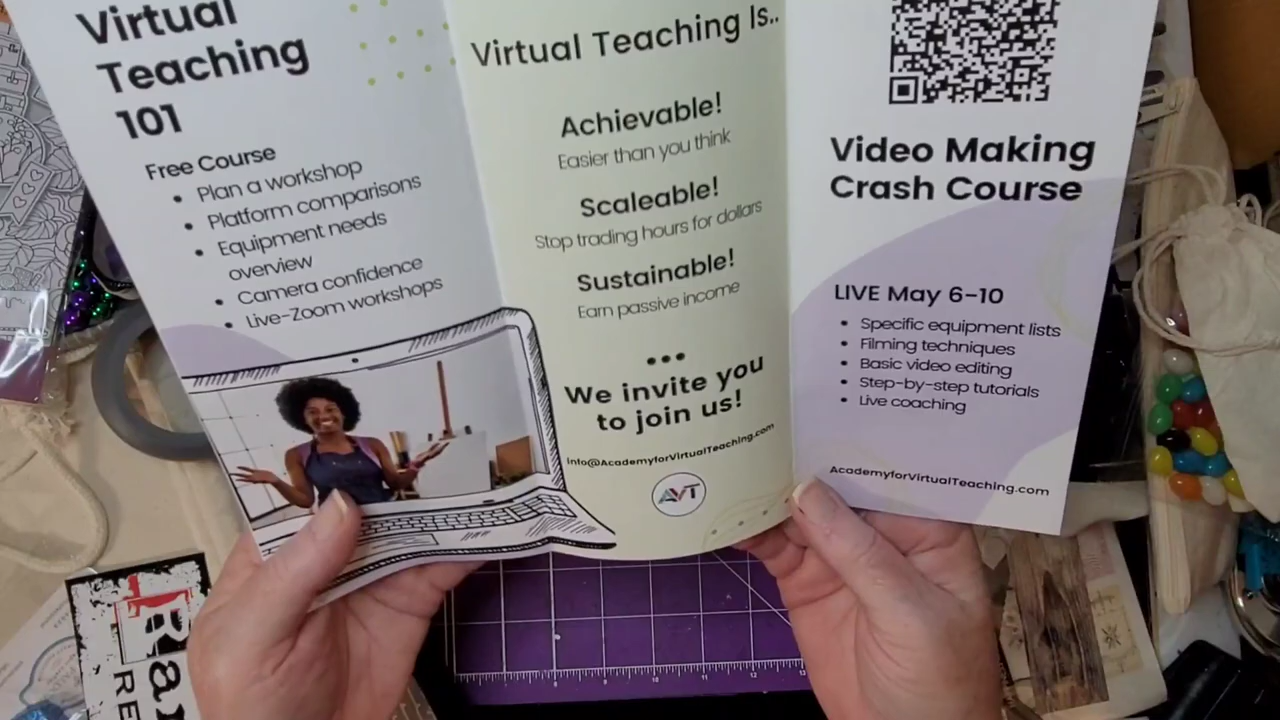 Virtual
Teaching
101
Free Course
• Plan a workshop
• Platform comparisons
• Equipment needs
overview
• Camera confidence
• Live-Zoom workshops
Virtual Teaching Is..
Achievable!
Easier than you think
Scaleable!
Stop trading hours for dollars
Sustainable!
Earn passive income
We invite you
to join us!
Info@AcademyforVirtualTeaching.com
AVT
Video Making
Crash Course
LIVE May 6-10
• Specific equipment lists
• Filming techniques
• Basic video editing
• Step-by-step tutorials
• Live coaching
AcademyforVirtualTeaching.com